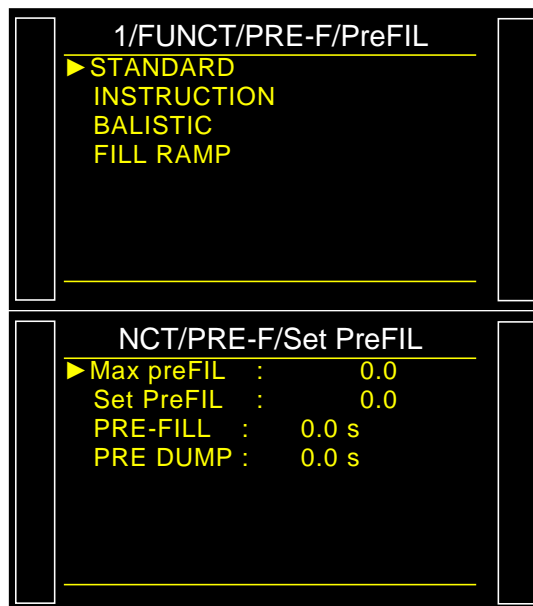 1/FUNCT/PRE-F/PreFIL
►STANDARD
INSTRUCTION
BALISTIC
FILL RAMP
NCT/PRE-F/Set PreFIL
►Max preFIL : 0.0
Set PreFIL : 0.0
PRE-FILL : 0.0 s
PRE DUMP : 0.0 s